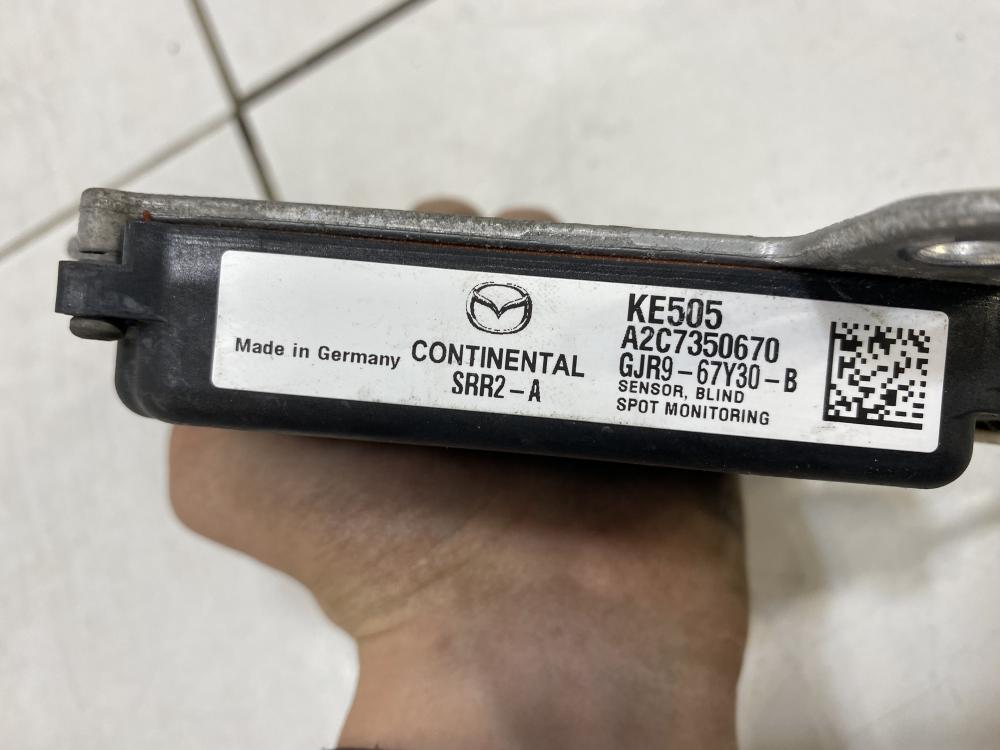 Made in Germany
CONTINENTAL
SRR2-A
KE505
A2C7350670
GJR9-67Y30-B
SENSOR, BLIND
SPOT MONITORING